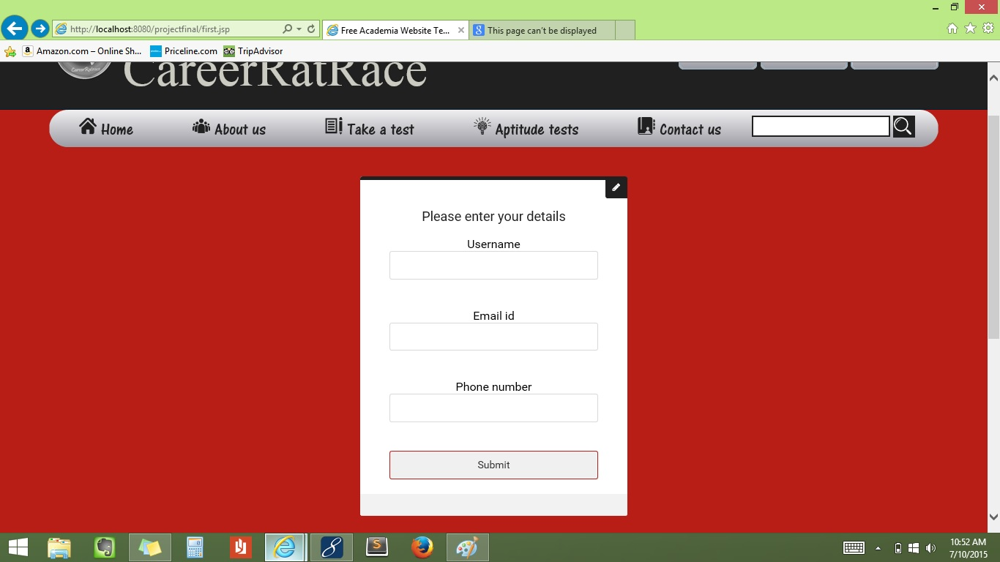 http://localhost:8080/projectfinal/first.jsp
Free Academia Website Te...
This page can't be displayed
Amazon.com – Online Sh...
Priceline.com
TripAdvisor
CareerRatRace
CareerRatRace
Home
About us
Take a test
Aptitude tests
Contact us
Please enter your details
Username
Email id
Phone number
Submit
10:52 AM
7/10/2015